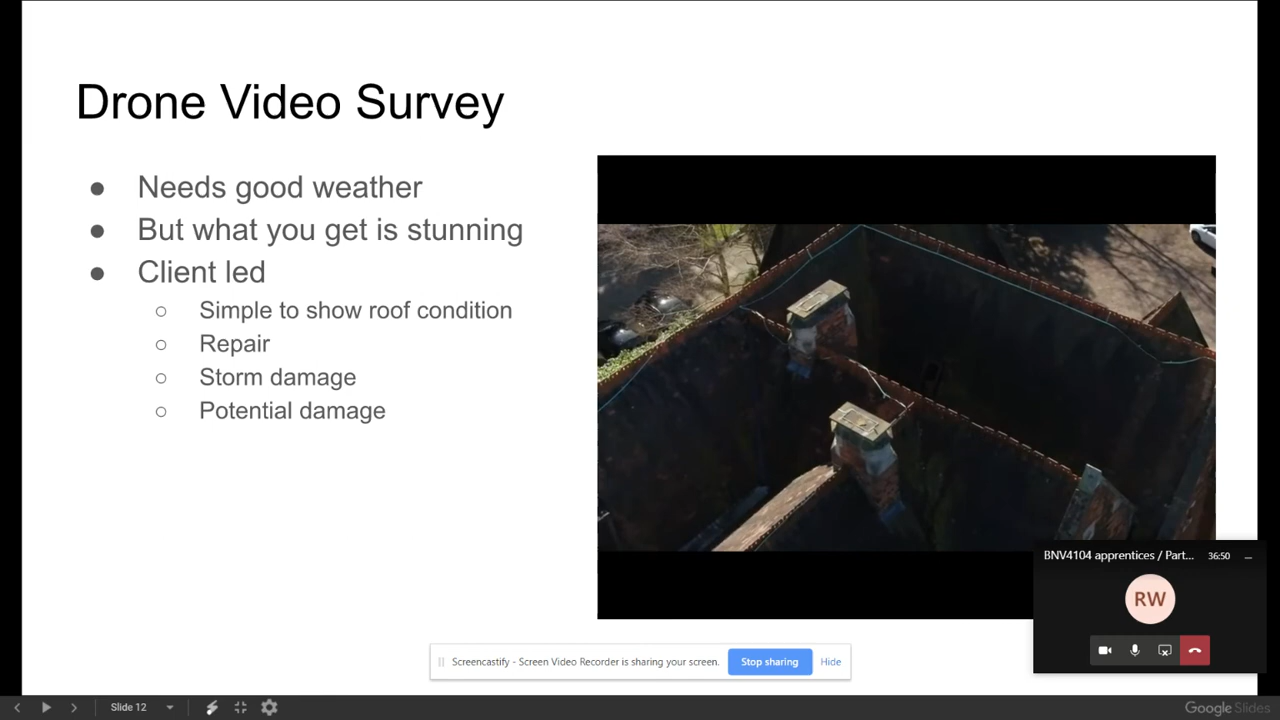 Drone Video Survey
● Needs good weather
● But what you get is stunning
● Client led
○ Simple to show roof condition
○ Repair
○ Storm damage
○ Potential damage
BNV4104 apprentices / Part... 36:50
RW
Screencastify - Screen Video Recorder is sharing your screen. Stop sharing Hide
Slide 12
Google Slides